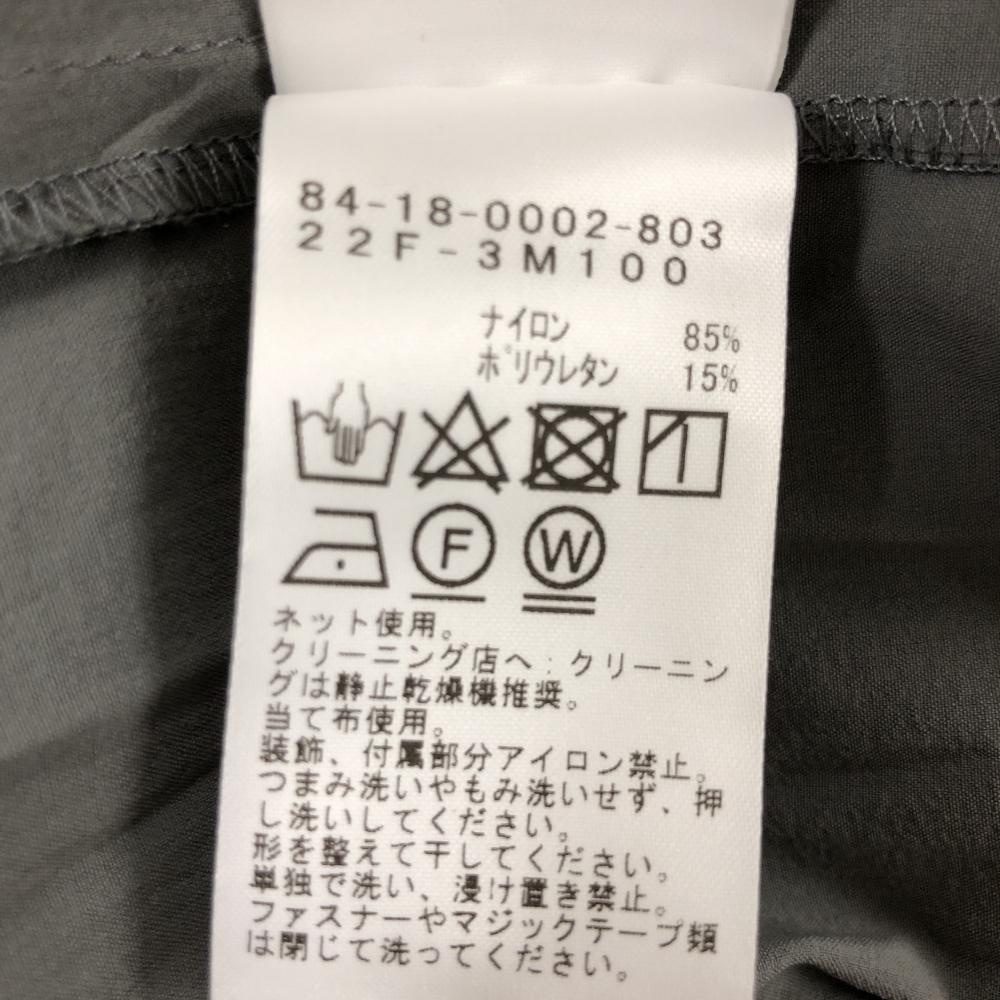 84-18-0002-803
22F-3M100
ナイロン 85%
ポリウレタン 15%
F W
ネット使用。
クリーニング店へ:クリーニン
グは静止乾燥機推奨。
当て布使用。
装飾、付属部分アイロン禁止。
つまみ洗いやもみ洗いせず、押
し洗いしてください。
形を整えて干してください。
単独で洗い、浸け置き禁止。
ファスナーやマジックテープ類
は閉じて洗ってください。